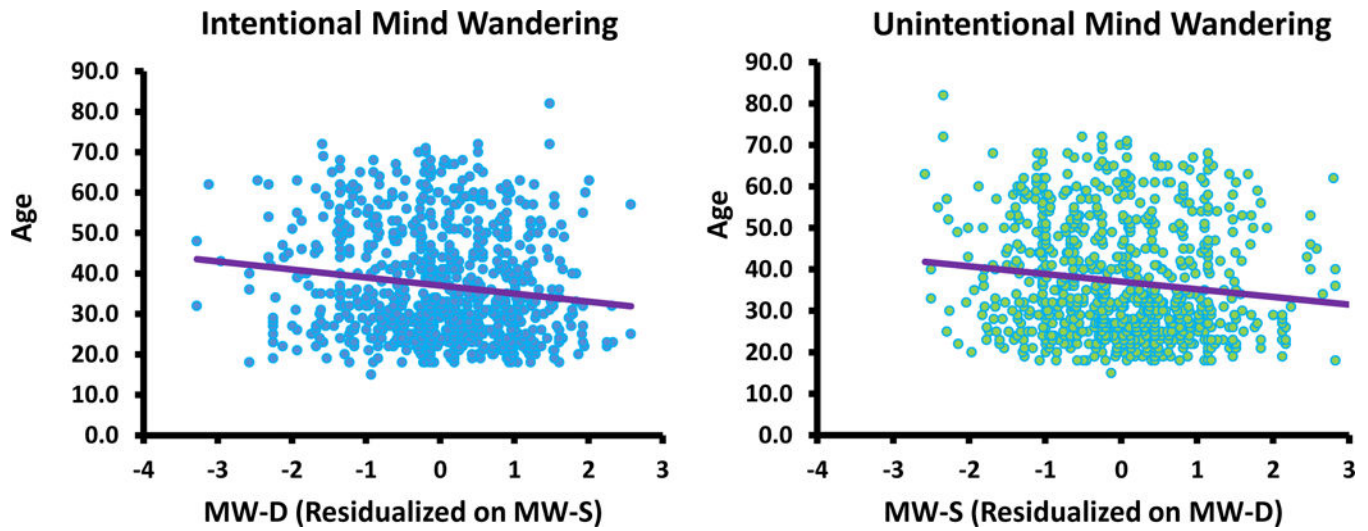 Intentional Mind Wandering
90.0
80.0
70.0
60.0
50.0
40.0
30.0
20.0
10.0
0.0
Age
-4 -3 -2 -1 0 1 2 3
MW-D (Residualized on MW-S)
Unintentional Mind Wandering
90.0
80.0
70.0
60.0
50.0
40.0
30.0
20.0
10.0
0.0
Age
-4 -3 -2 -1 0 1 2 3
MW-S (Residualized on MW-D)